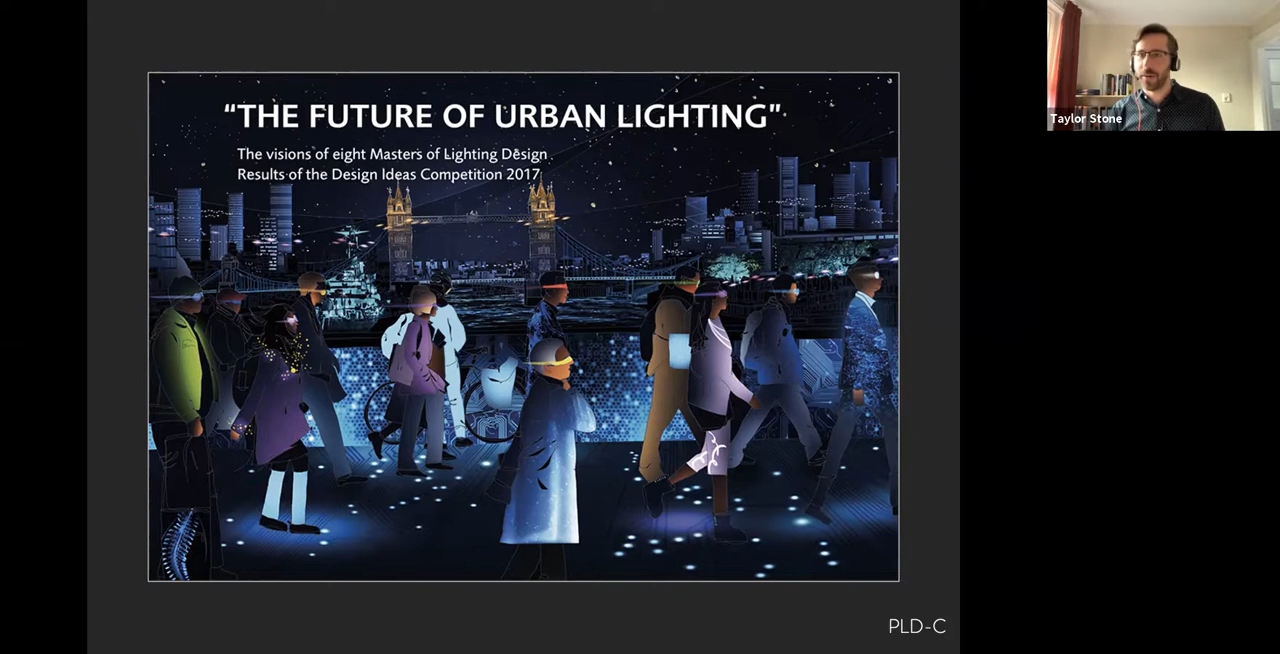 “THE FUTURE OF URBAN LIGHTING”
The visions of eight Masters of Lighting Design
Results of the Design Ideas Competition 2017
Taylor Stone
PLD-C